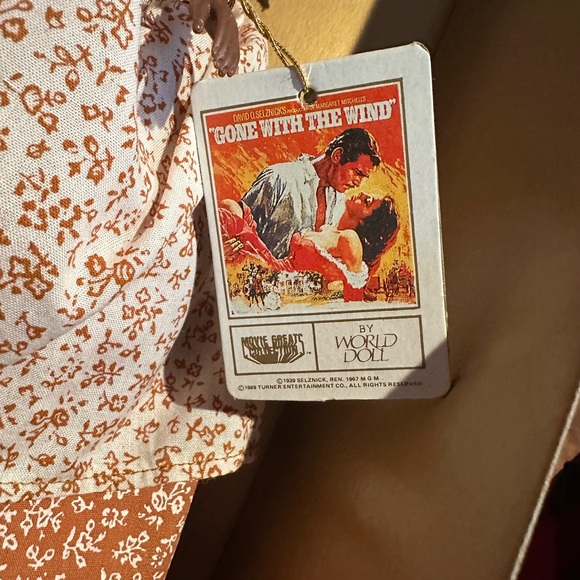 DAVID O. SELZNICK'S PRODUCTION OF MARGARET MITCHELL'S
"GONE WITH THE WIND"
MOVIE GREATS
COLLECTION™
BY
WORLD
DOLL
©1939 SELZNICK, REN. 1967 M G M
©1989 TURNER ENTERTAINMENT CO., ALL RIGHTS RESERVED